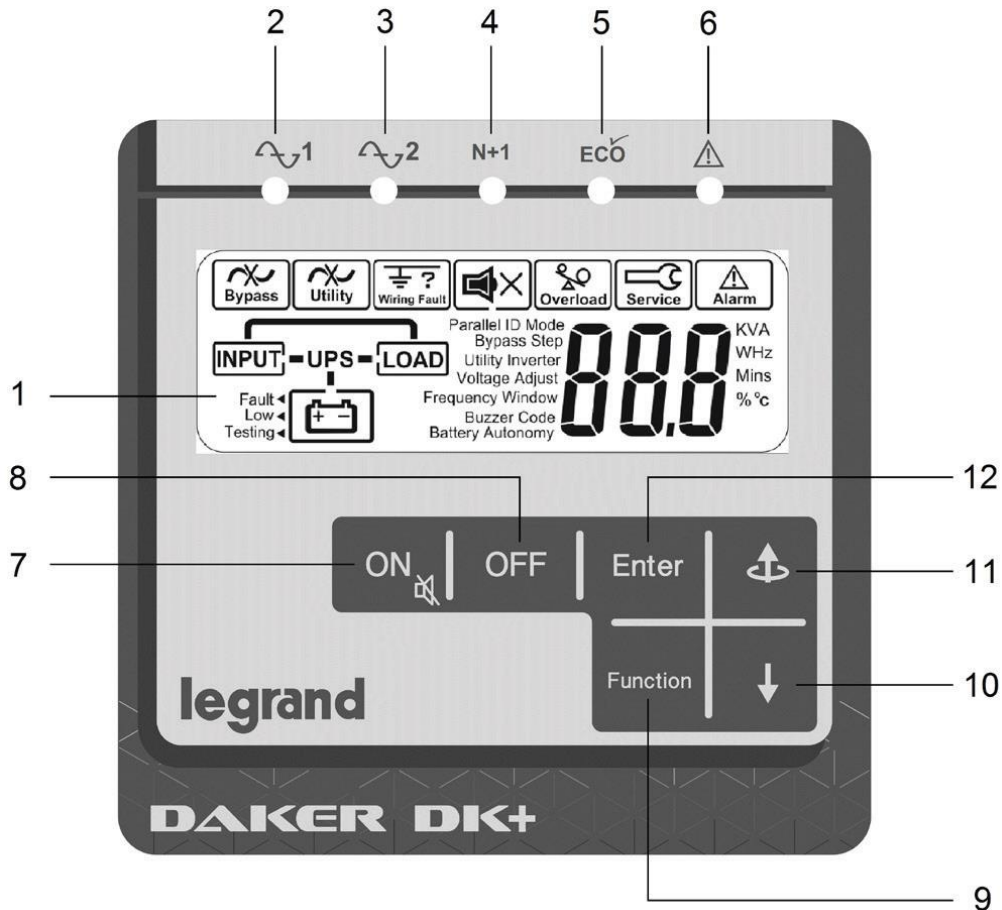 2 3 4 5 6
1 2 N+1 ECO
Bypass Utility ? Wiring Fault Overload Service Alarm
Parallel ID Mode
Bypass Step
Utility Inverter
Voltage Adjust
Frequency Window
Buzzer Code
Battery Autonomy
88.8
KVA
WHz
Mins
%°c
INPUT UPS LOAD
Fault
Low
Testing
+ -
1
8
7
12
11
10
9
ON OFF Enter
Function
legrand
DAKER DK+